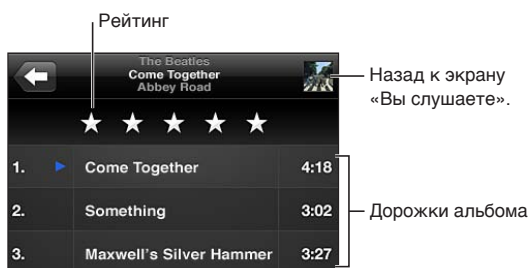 Рейтинг
The Beatles
Come Together
Abbey Road
Назад к экрану
«Вы слушаете».
1. Come Together 4:18
2. Something 3:02
3. Maxwell's Silver Hammer 3:27
Дорожки альбома